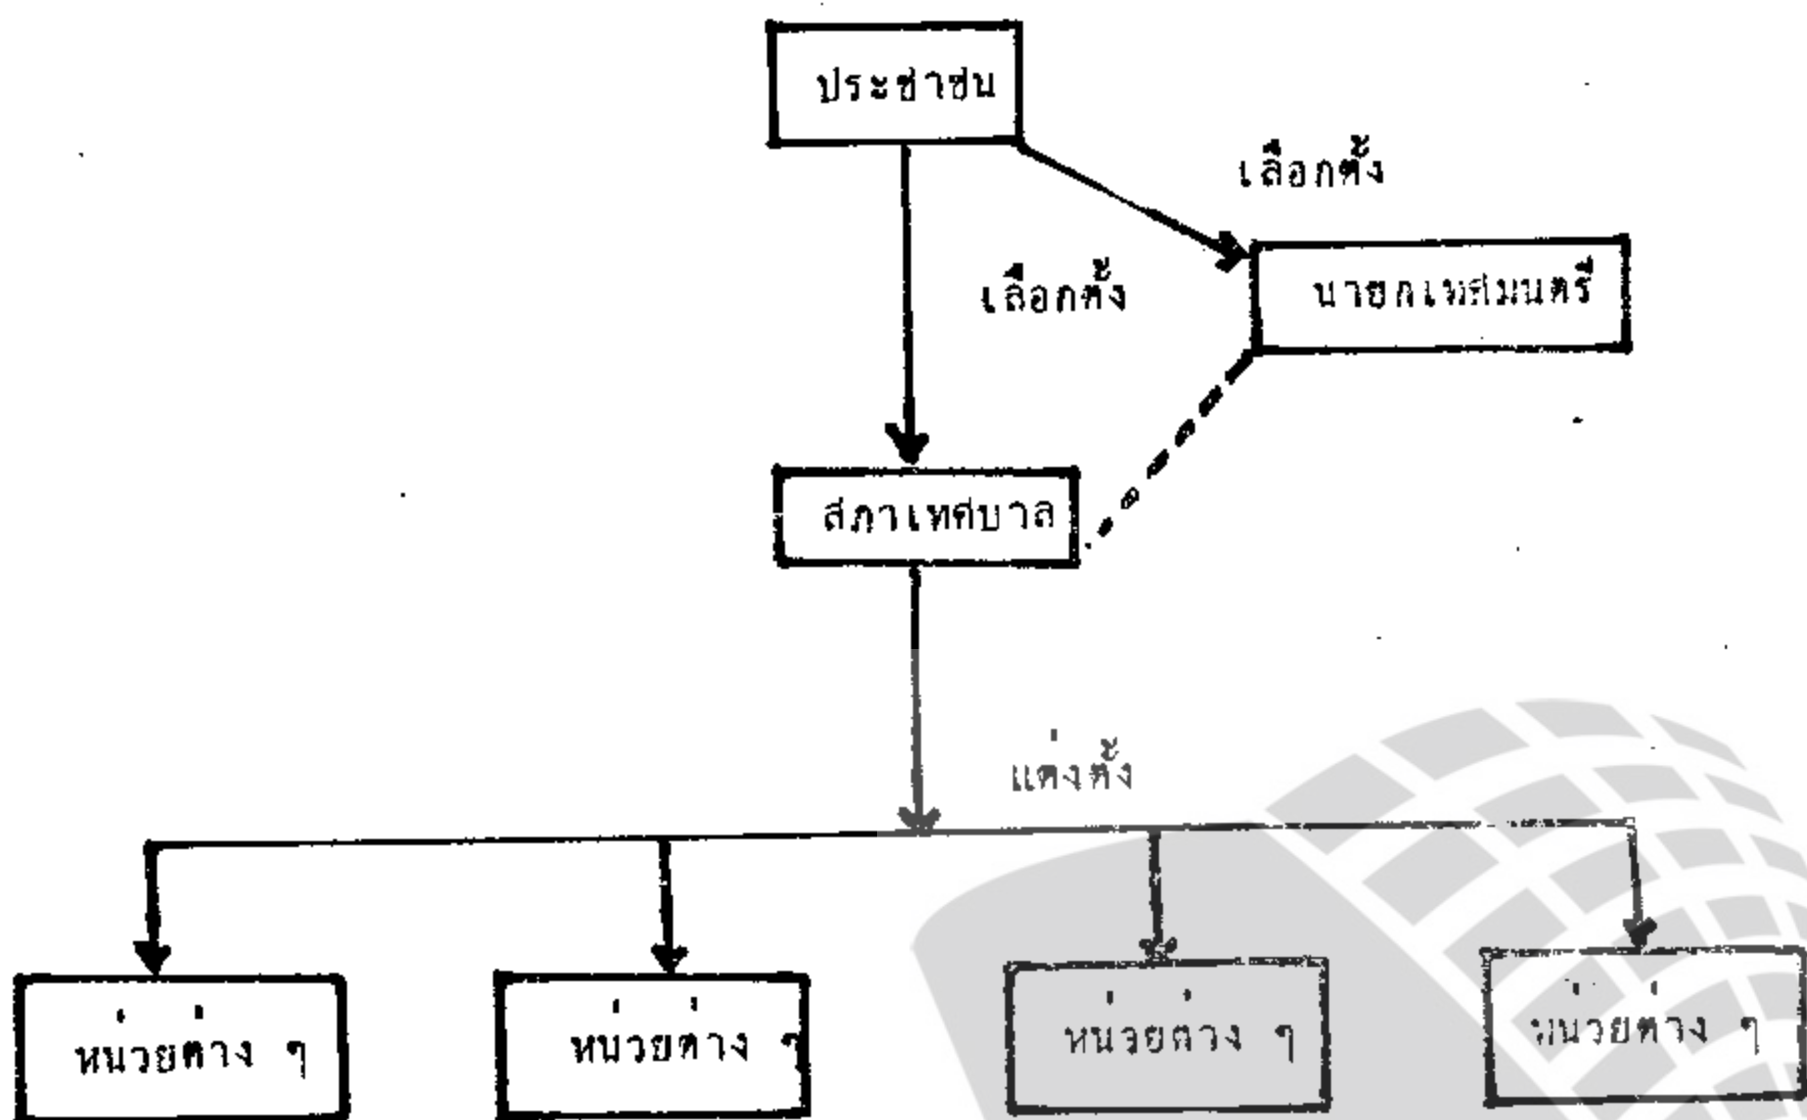 ประชาชน
เลือกตั้ง
เลือกตั้ง
นายกเทศมนตรี
สภาเทศบาล
แต่งตั้ง
หน่วยต่าง ๆ
หน่วยต่าง ๆ
หน่วยต่าง ๆ
หน่วยต่าง ๆ